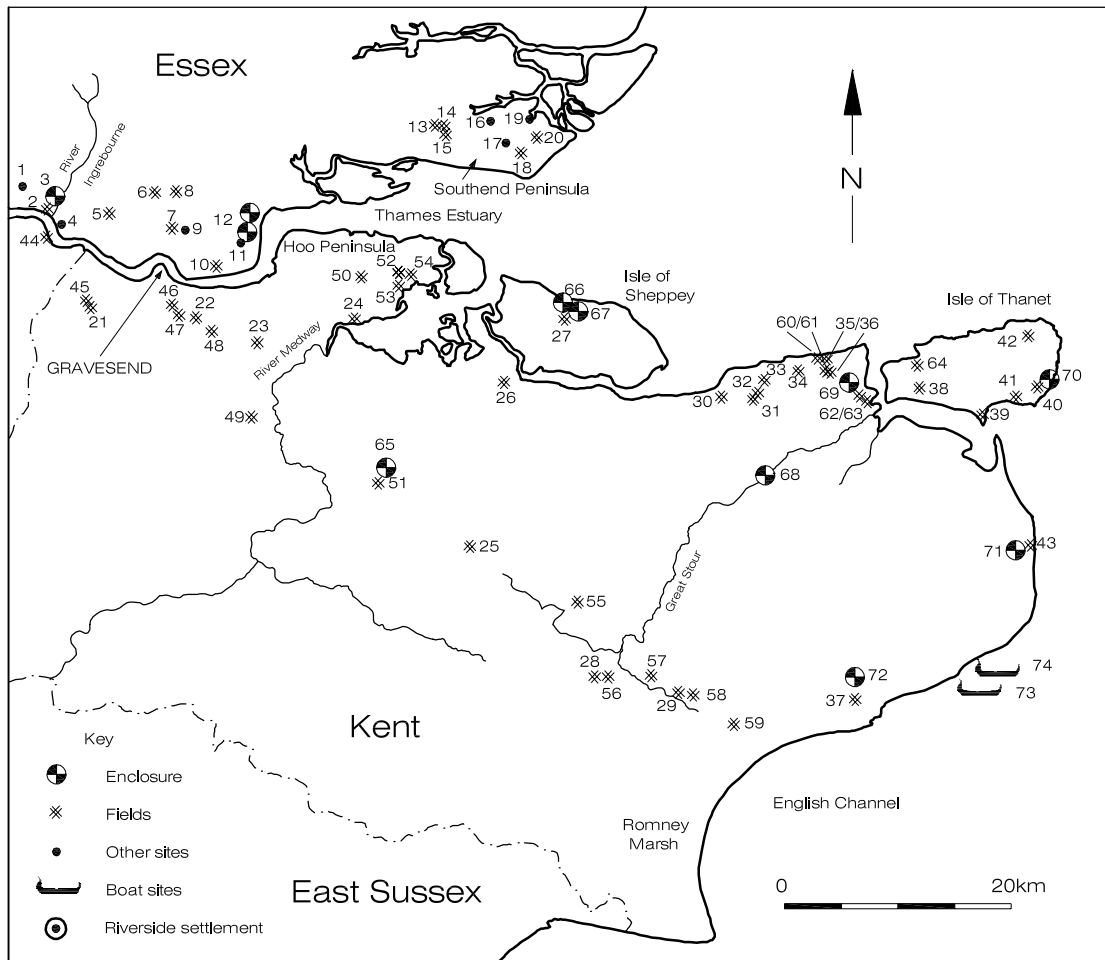 Essex
14
13
15
16
19
17
20
18
Southend Peninsula
N
1
3
River
Ingrebourne
2
4
5
6
8
7
9
12
11
10
44
Thames Estuary
Hoo Peninsula
52
54
50
53
24
45
21
46
47
22
48
23
GRAVESEND
River Medway
49
66
67
27
Isle of
Sheppey
26
Isle of Thanet
60/61
35/36
42
64
33
34
32
69
38
41
70
30
31
62/63
39
40
65
51
68
25
Great Stour
71
43
55
28
56
57
29
58
59
72
37
74
73
Kent
Key
Enclosure
Fields
Other sites
Boat sites
Riverside settlement
English Channel
Romney
Marsh
East Sussex
0
20km